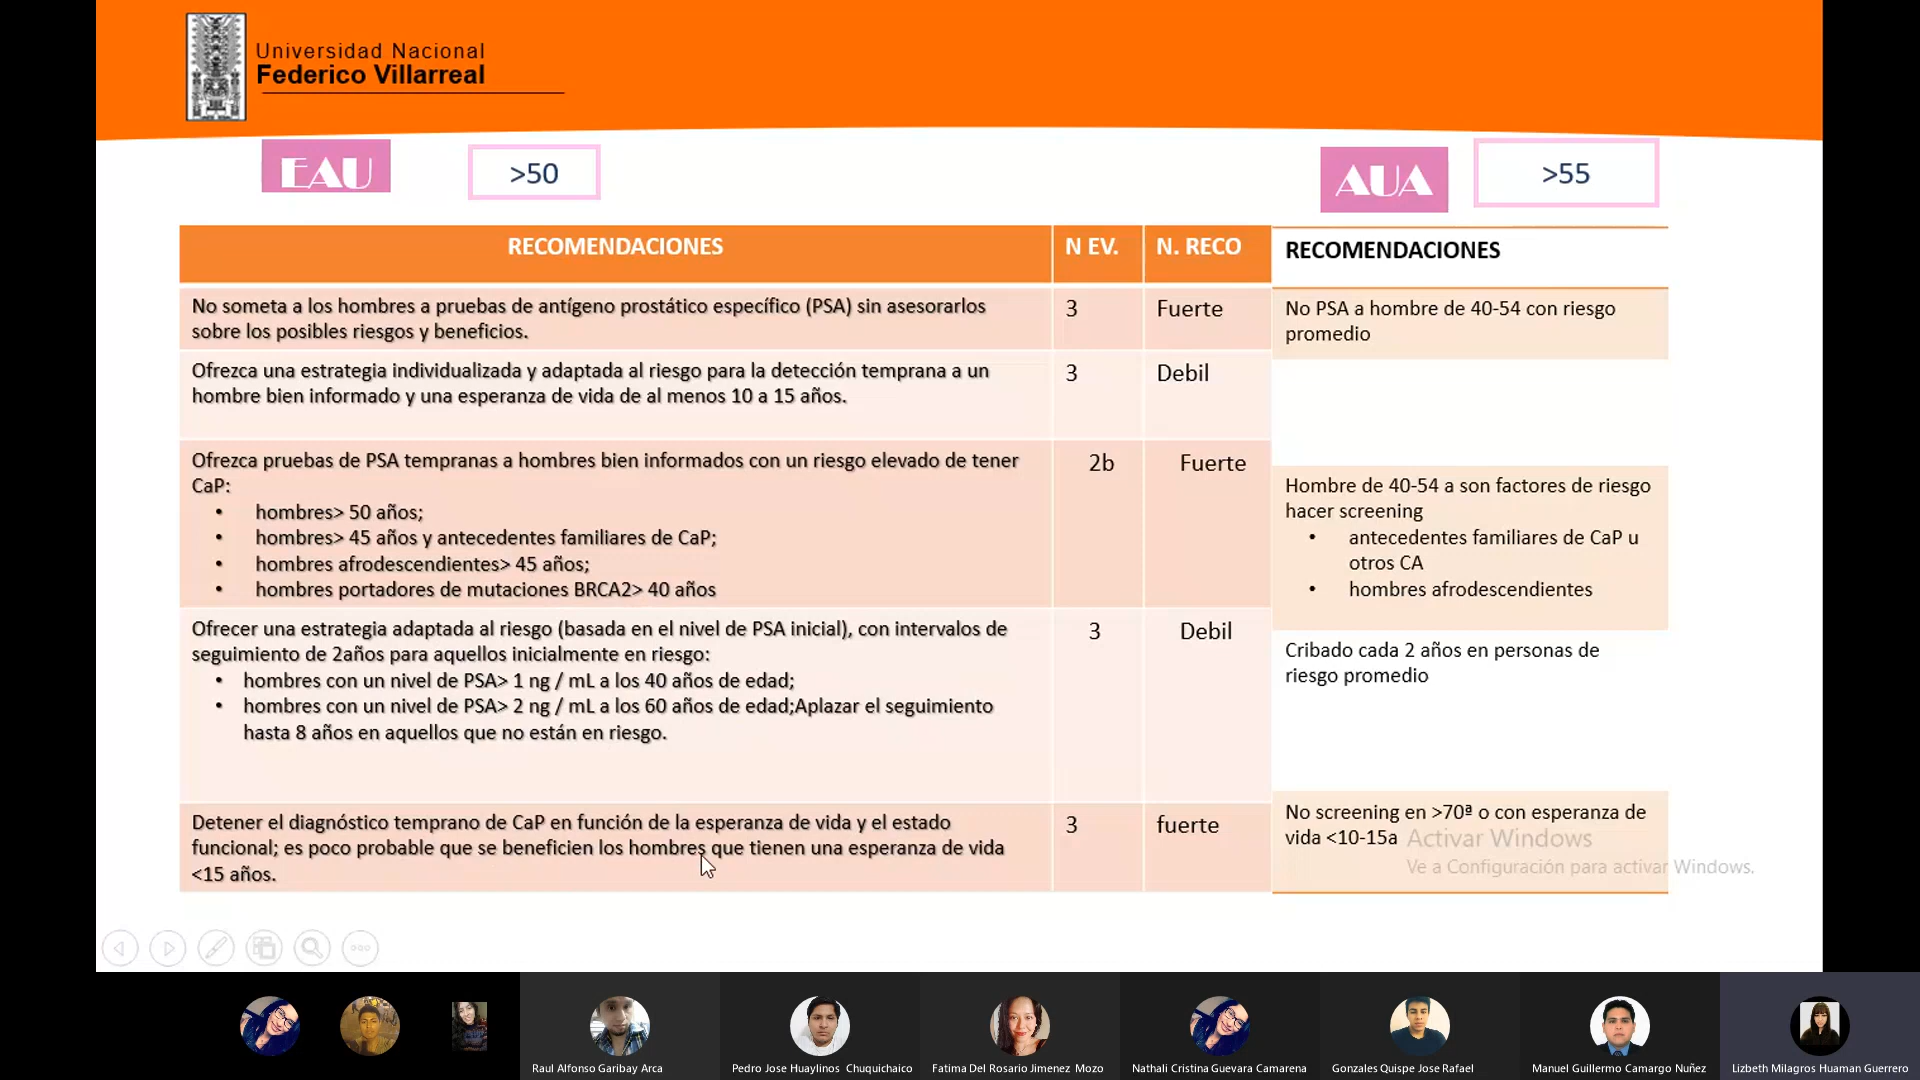 Universidad Nacional
Federico Villarreal
EAU
>50
AUA
>55
RECOMENDACIONES
N EV.
N. RECO
RECOMENDACIONES
No someta a los hombres a pruebas de antígeno prostático específico (PSA) sin asesorarlos
sobre los posibles riesgos y beneficios.
3
Fuerte
No PSA a hombre de 40-54 con riesgo
promedio
Ofrezca una estrategia individualizada y adaptada al riesgo para la detección temprana a un
hombre bien informado y una esperanza de vida de al menos 10 a 15 años.
3
Debil
Ofrezca pruebas de PSA tempranas a hombres bien informados con un riesgo elevado de tener
CaP:
• hombres> 50 años;
• hombres> 45 años y antecedentes familiares de CaP;
• hombres afrodescendientes> 45 años;
• hombres portadores de mutaciones BRCA2> 40 años
2b
Fuerte
Hombre de 40-54 a son factores de riesgo
hacer screening
• antecedentes familiares de CaP u
otros CA
• hombres afrodescendientes
Ofrecer una estrategia adaptada al riesgo (basada en el nivel de PSA inicial), con intervalos de
seguimiento de 2años para aquellos inicialmente en riesgo:
• hombres con un nivel de PSA> 1 ng / mL a los 40 años de edad;
• hombres con un nivel de PSA> 2 ng / mL a los 60 años de edad;Aplazar el seguimiento
hasta 8 años en aquellos que no están en riesgo.
3
Debil
Cribado cada 2 años en personas de
riesgo promedio
Detener el diagnóstico temprano de CaP en función de la esperanza de vida y el estado
funcional; es poco probable que se beneficien los hombres que tienen una esperanza de vida
<15 años.
3
fuerte
No screening en >70ª o con esperanza de
vida <10-15a
Activar Windows
Ve a Configuración para activar Windows.
Raul Alfonso Garibay Arca
Pedro Jose Huaylinos Chuquichaico
Fatima Del Rosario Jimenez Mozo
Nathali Cristina Guevara Camarena
Gonzales Quispe Jose Rafael
Manuel Guillermo Camargo Nuñez
Lizbeth Milagros Huaman Guerrero